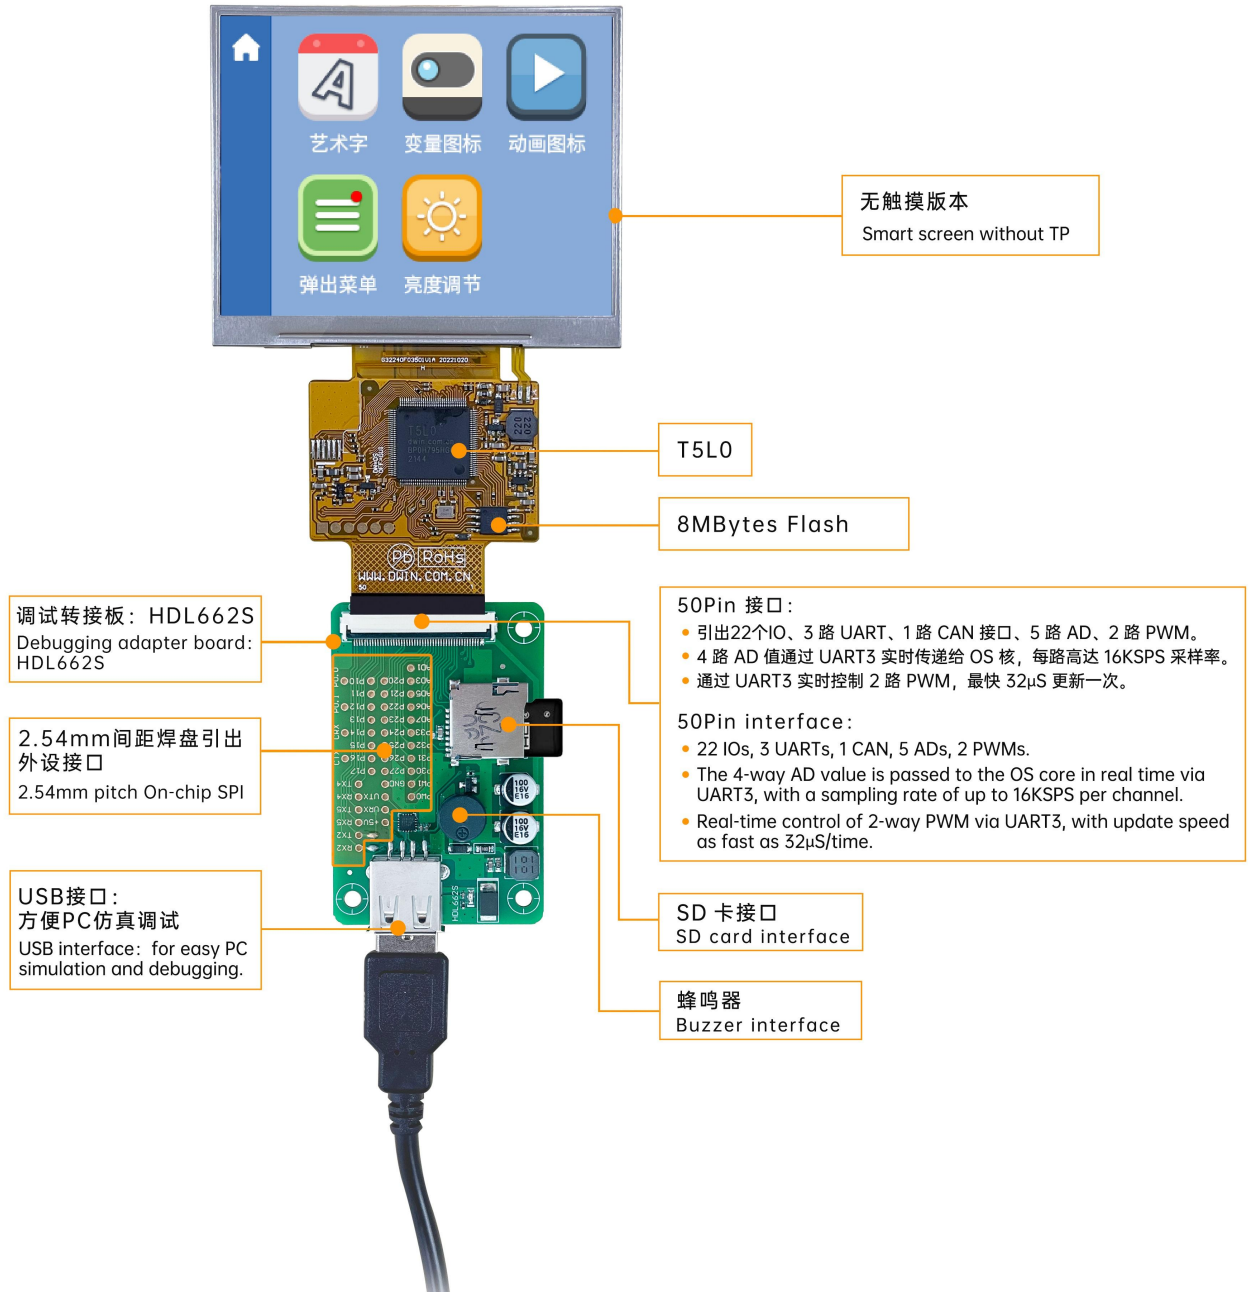 艺术字
变量图标
动画图标
弹出菜单
亮度调节
无触摸版本
Smart screen without TP
T5L0
8MBytes Flash
Pb RoHS
WWW.DWIN.COM.CN
50
T5L0
2144
220
调试转接板：HDL662S
Debugging adapter board:
HDL662S
2.54mm间距焊盘引出
外设接口
2.54mm pitch On-chip SPI
USB接口：
方便PC仿真调试
USB interface: for easy PC
simulation and debugging.
50Pin 接口：
• 引出22个IO、3 路 UART、1 路 CAN 接口、5 路 AD、2 路 PWM。
• 4 路 AD 值通过 UART3 实时传递给 OS 核，每路高达 16KSPS 采样率。
• 通过 UART3 实时控制 2 路 PWM，最快 32μS 更新一次。
50Pin interface:
• 22 IOs, 3 UARTs, 1 CAN, 5 ADs, 2 PWMs.
• The 4-way AD value is passed to the OS core in real time via
UART3, with a sampling rate of up to 16KSPS per channel.
• Real-time control of 2-way PWM via UART3, with update speed
as fast as 32μS/time.
100
16V
E16
100
16V
E16
101
HDL662S
SD 卡接口
SD card interface
蜂鸣器
Buzzer interface